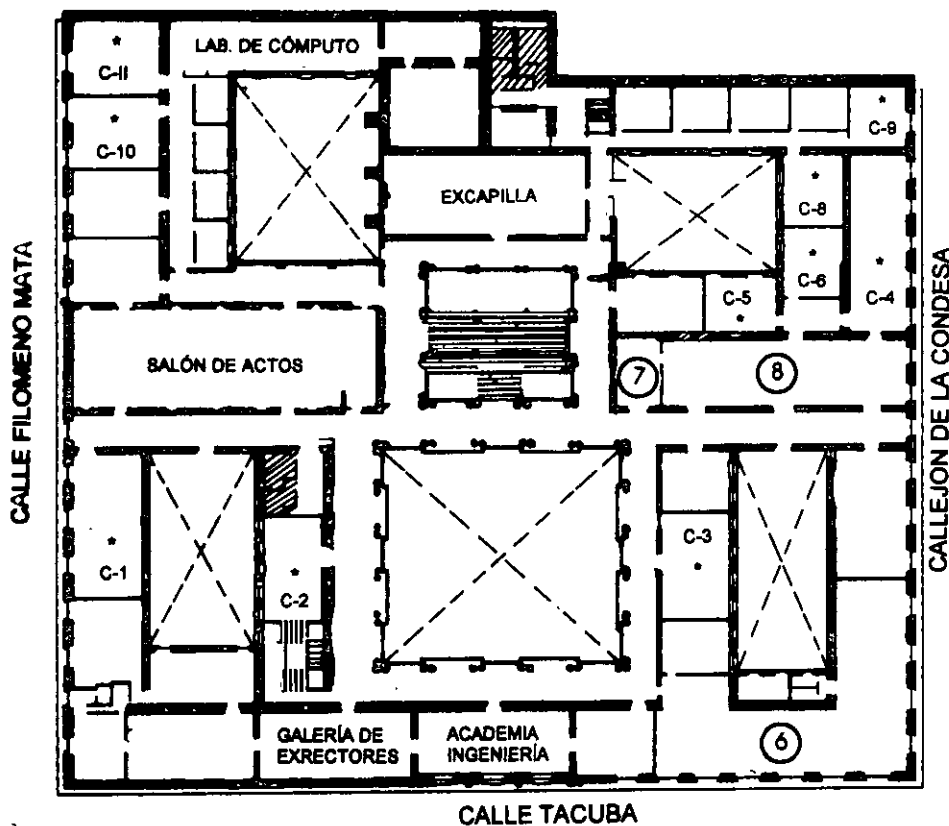 LAB. DE CÓMPUTO
C-11
C-10
C-9
EXCAPILLA
C-8
C-6
C-5
C-4
SALÓN DE ACTOS
7
8
CALLE FILOMENO MATA
CALLEJON DE LA CONDESA
C-1
C-2
C-3
GALERÍA DE
EXRECTORES
ACADEMIA
INGENIERÍA
6
CALLE TACUBA